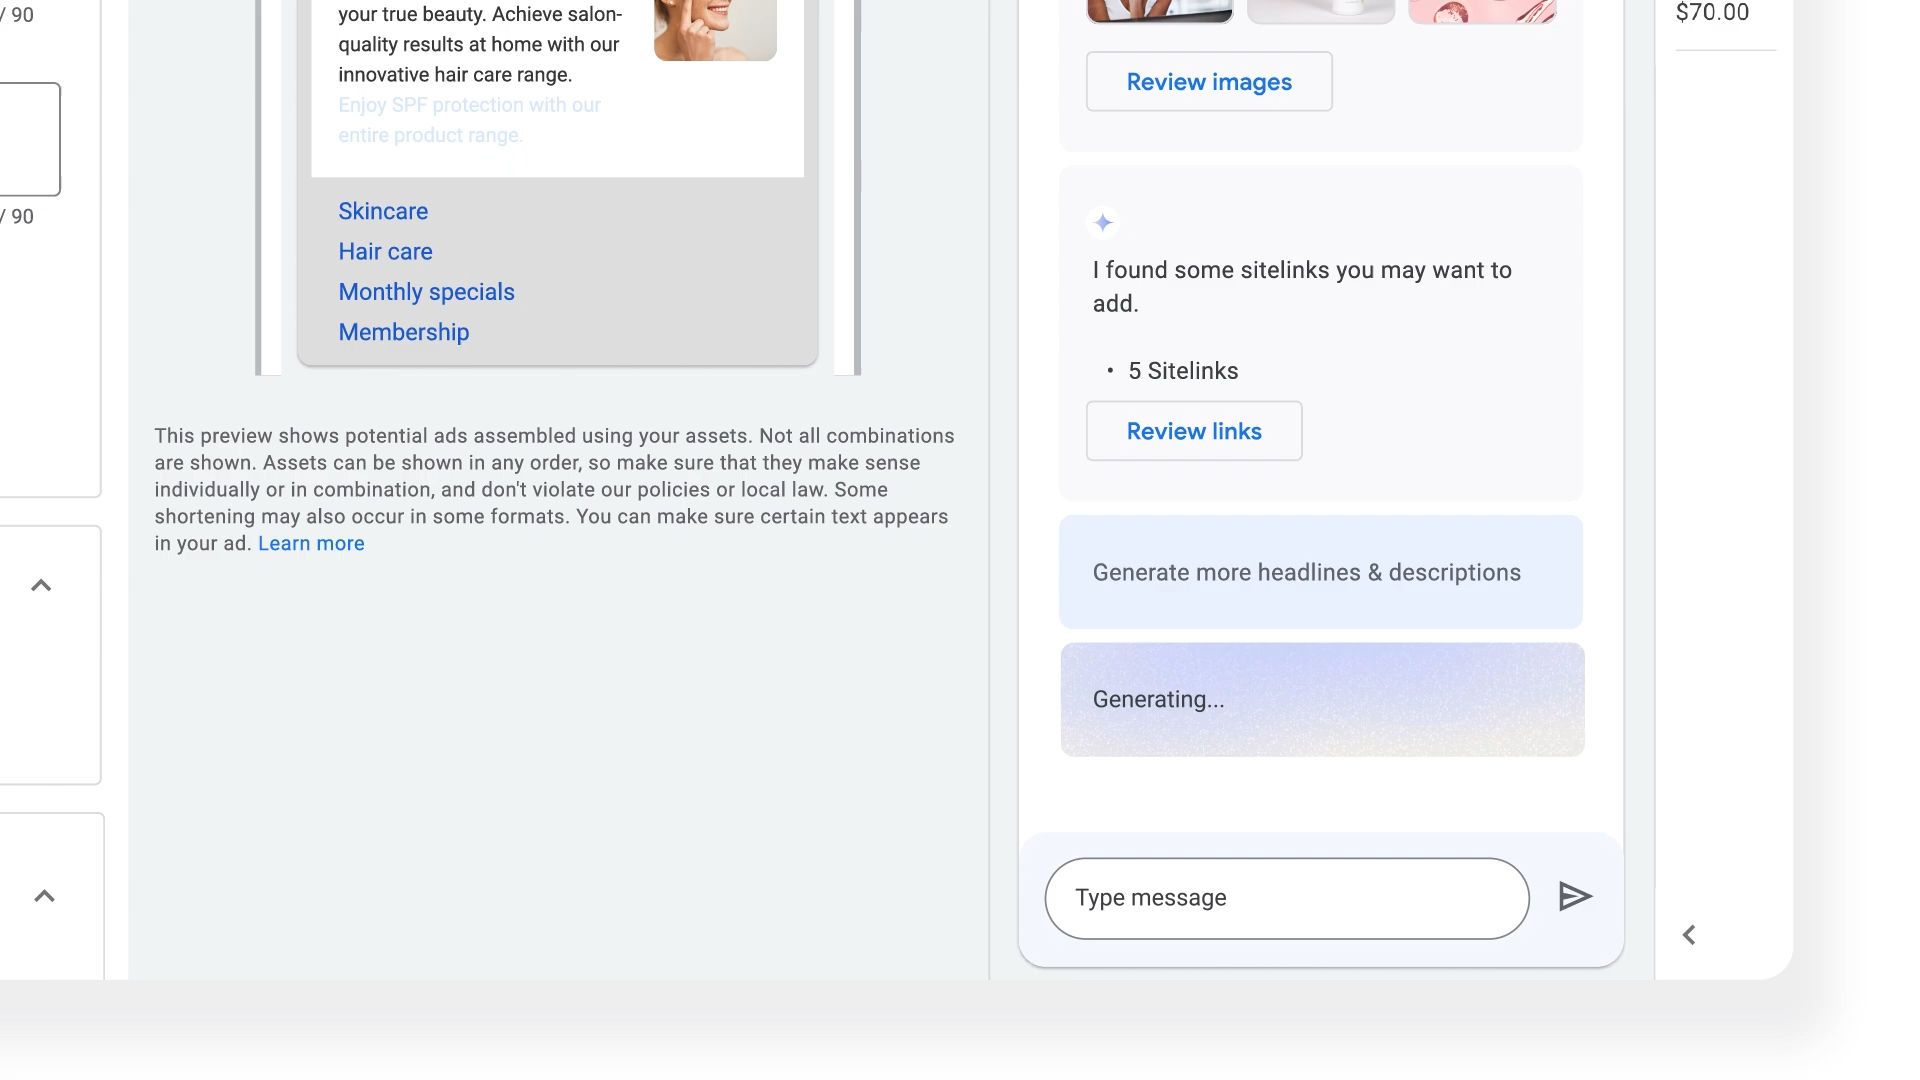 / 90
/ 90
your true beauty. Achieve salon-
quality results at home with our
innovative hair care range.
Enjoy SPF protection with our
entire product range.
Skincare
Hair care
Monthly specials
Membership
This preview shows potential ads assembled using your assets. Not all combinations
are shown. Assets can be shown in any order, so make sure that they make sense
individually or in combination, and don't violate our policies or local law. Some
shortening may also occur in some formats. You can make sure certain text appears
in your ad. Learn more
Review images
I found some sitelinks you may want to
add.
• 5 Sitelinks
Review links
Generate more headlines & descriptions
Generating...
Type message
$70.00